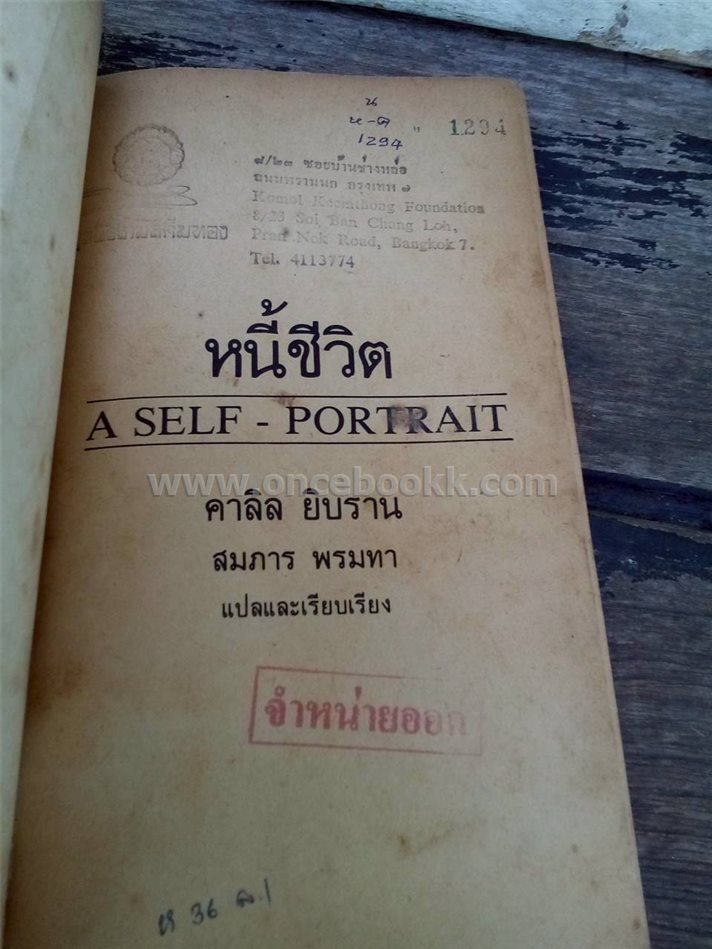 น
ห-ค " 1294
1294
๘/๒๓ ซอยบ้านช่างหล่อ
ถนนพรานนก กรุงเทพ ๗
Komol Keemthong Foundation
8/23 Soi Ban Chang Loh,
Pran Nok Road, Bangkok 7.
Tel. 4113774
หนี้ชีวิต
A SELF - PORTRAIT
www.oncebookk.com
คาลิล ยิบราน
สมภาร พรมทา
แปลและเรียบเรียง
จำหน่ายออก
36